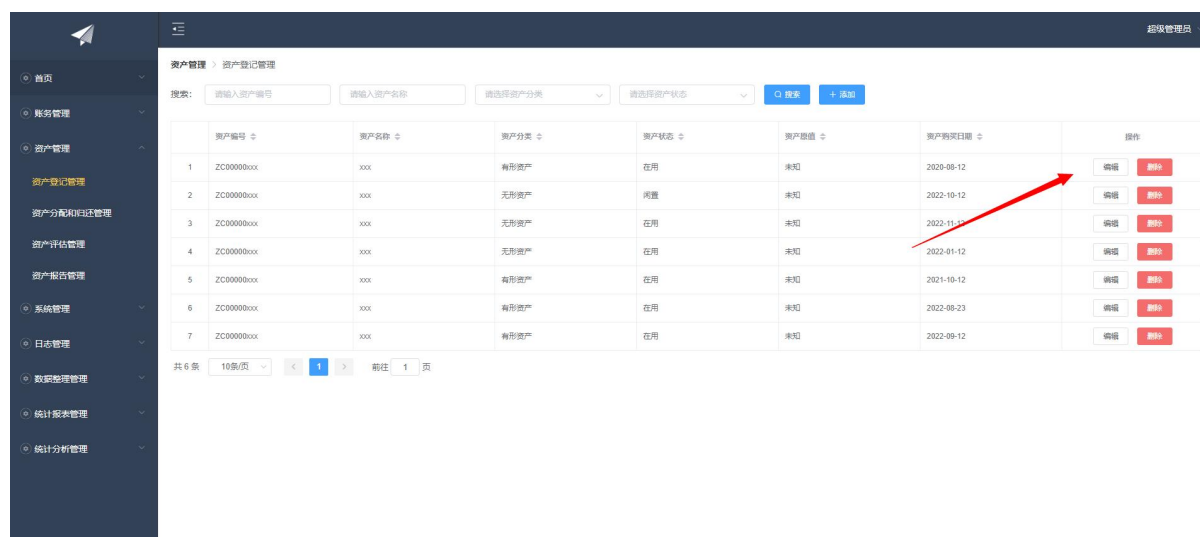 超级管理员
首页
账务管理
资产管理
资产登记管理
资产分配和归还管理
资产评估管理
资产报告管理
系统管理
日志管理
数据整理管理
统计报表管理
统计分析管理
资产管理 > 资产登记管理
搜索: 请输入资产编号 请输入资产名称 请选择资产分类 请选择资产状态 搜索 + 添加
资产编号 资产名称 资产分类 资产状态 资产原值 资产购买日期 操作
1 ZC00000xxx xxx 有形资产 在用 未知 2020-08-12 编辑 删除
2 ZC00000xxx xxx 无形资产 闲置 未知 2022-10-12 编辑 删除
3 ZC00000xxx xxx 无形资产 在用 未知 2022-11-12 编辑 删除
4 ZC00000xxx xxx 无形资产 在用 未知 2022-01-12 编辑 删除
5 ZC00000xxx xxx 有形资产 在用 未知 2021-10-12 编辑 删除
6 ZC00000xxx xxx 有形资产 在用 未知 2022-08-23 编辑 删除
7 ZC00000xxx xxx 有形资产 在用 未知 2022-09-12 编辑 删除
共 6 条 10条/页 < 1 > 前往 1 页